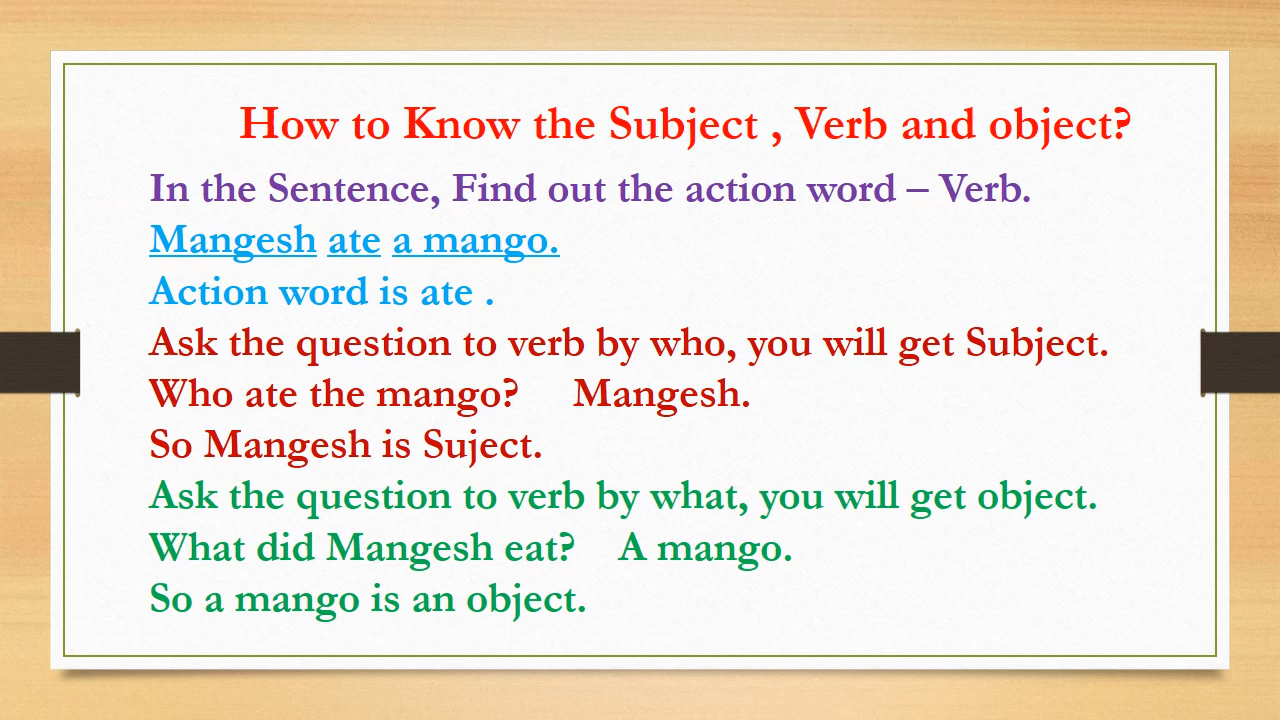 How to Know the Subject , Verb and object?
In the Sentence, Find out the action word – Verb.
Mangesh ate a mango.
Action word is ate .
Ask the question to verb by who, you will get Subject.
Who ate the mango? Mangesh.
So Mangesh is Suject.
Ask the question to verb by what, you will get object.
What did Mangesh eat? A mango.
So a mango is an object.